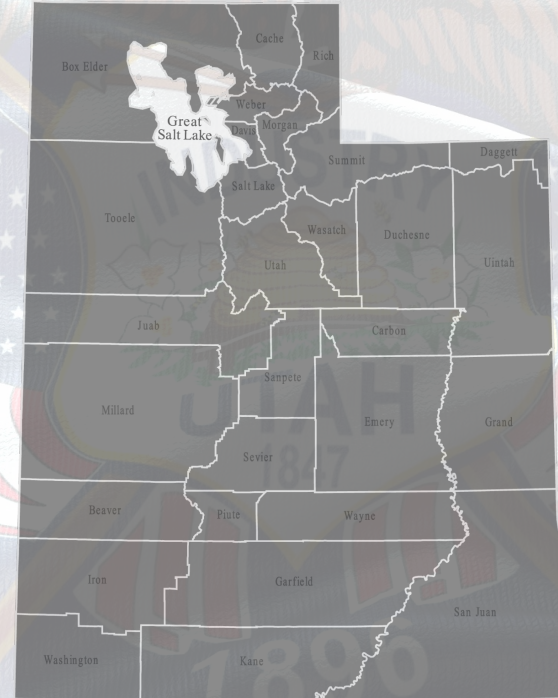 Cache
Rich
Box Elder
Weber
Great
Salt Lake
Davis
Morgan
Summit
Daggett
INDUSTRY
Salt Lake
Tooele
Wasatch
Duchesne
Utah
Uintah
Juab
Carbon
Sanpete
UTAH
Millard
Emery
Grand
Sevier
1847
Beaver
Piute
Wayne
Iron
Garfield
San Juan
Washington
Kane
1896